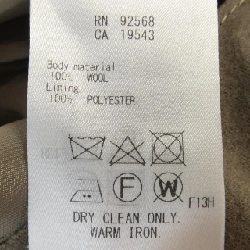 RN 92568
CA 19543
Body material
100% WOOL
Lining
100% POLYESTER
F W F13H
DRY CLEAN ONLY.
WARM IRON.